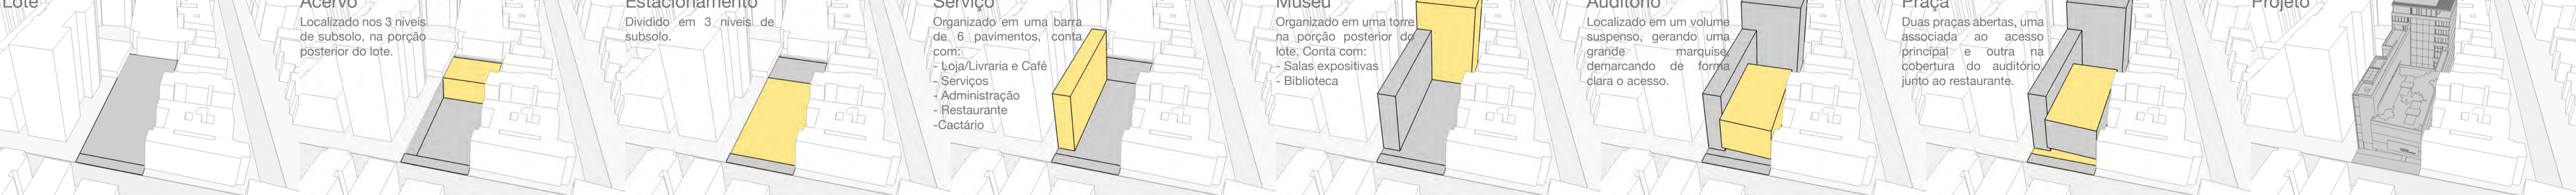 Lote
Acervo
Localizado nos 3 níveis
de subsolo, na porção
posterior do lote.
Estacionamento
Dividido em 3 níveis de
subsolo.
Serviço
Organizado em uma barra
de 6 pavimentos, conta
com:
- Loja/Livraria e Café
- Serviços
- Administração
- Restaurante
-Cactário
Museu
Organizado em uma torre
na porção posterior do
lote. Conta com:
- Salas expositivas
- Biblioteca
Auditório
Localizado em um volume
suspenso, gerando uma
grande marquise,
demarcando de forma
clara o acesso.
Praça
Duas praças abertas, uma
associada ao acesso
principal e outra na
cobertura do auditório,
junto ao restaurante.
Projeto